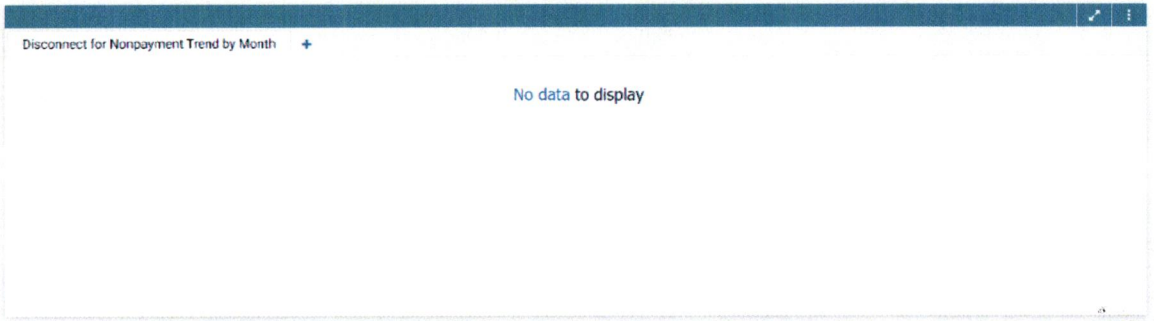 Disconnect for Nonpayment Trend by Month +
No data to display